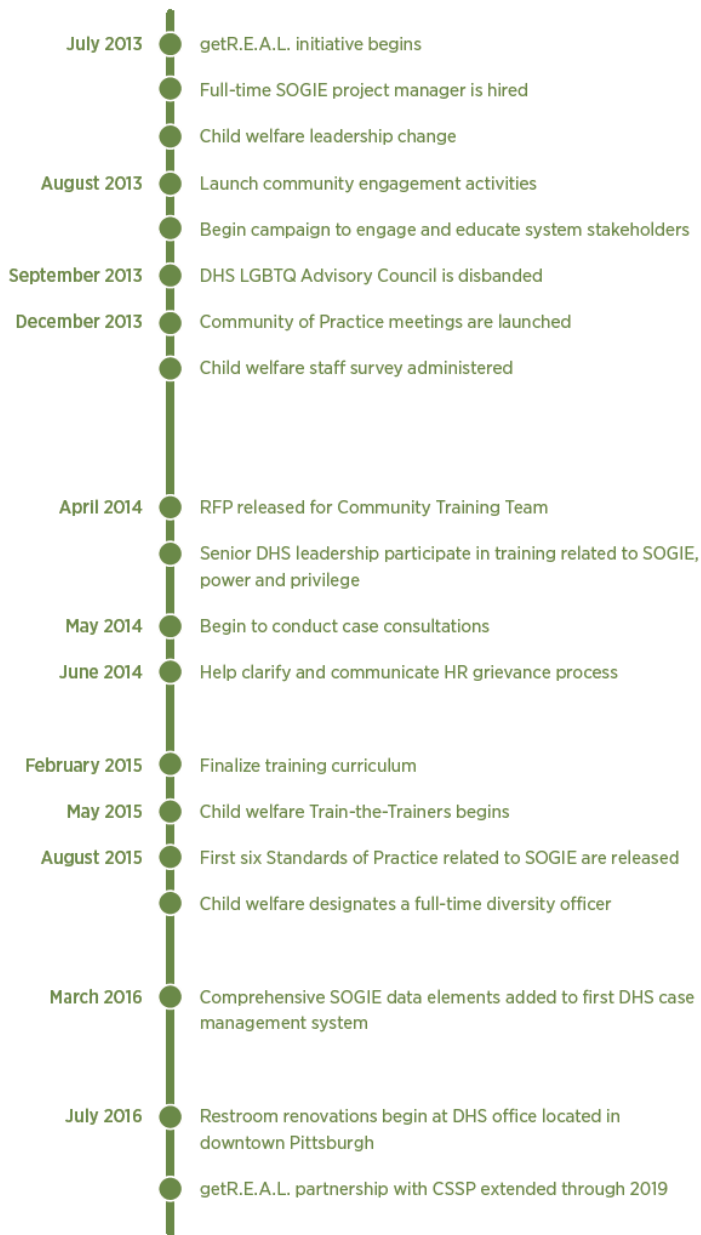 July 2013 getR.E.A.L. initiative begins
Full-time SOGIE project manager is hired
Child welfare leadership change
August 2013 Launch community engagement activities
Begin campaign to engage and educate system stakeholders
September 2013 DHS LGBTQ Advisory Council is disbanded
December 2013 Community of Practice meetings are launched
Child welfare staff survey administered
April 2014 RFP released for Community Training Team
Senior DHS leadership participate in training related to SOGIE,
power and privilege
May 2014 Begin to conduct case consultations
June 2014 Help clarify and communicate HR grievance process
February 2015 Finalize training curriculum
May 2015 Child welfare Train-the-Trainers begins
August 2015 First six Standards of Practice related to SOGIE are released
Child welfare designates a full-time diversity officer
March 2016 Comprehensive SOGIE data elements added to first DHS case
management system
July 2016 Restroom renovations begin at DHS office located in
downtown Pittsburgh
getR.E.A.L. partnership with CSSP extended through 2019